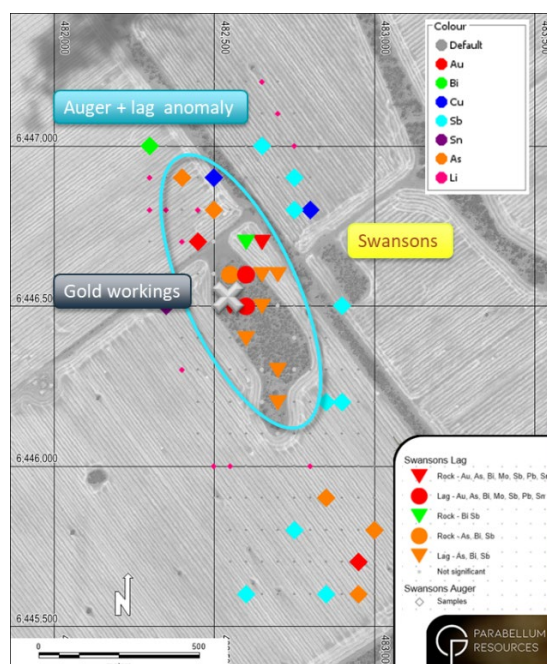 482,000
482,500
483,000
Colour
Default
Au
Bi
Cu
Sb
Sn
As
Li
Auger + lag anomaly
6,447,000
Swansons
Gold workings
6,446,500
6,446,000
Swansons Lag
Rock - Au, As, Bi, Mo, Sb, Pb, Sn
Lag - Au, As, Bi, Mo, Sb, Pb, Sn
Rock - Bi Sb
Rock - As, Bi, Sb
Lag - As, Bi, Sb
Not significant
Swansons Auger
Samples
6,445,500
N
0
500
PARABELLUM
RESOURCES